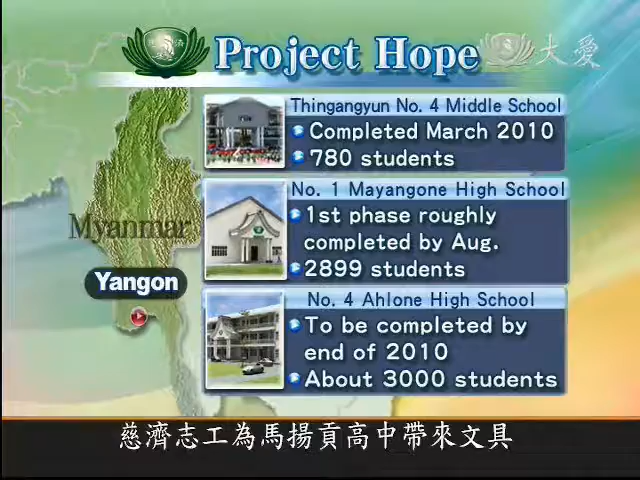 Project Hope
大愛
Thingangyun No. 4 Middle School
Completed March 2010
780 students
No. 1 Mayangone High School
1st phase roughly
completed by Aug.
2899 students
Myanmar
Yangon
No. 4 Ahlone High School
To be completed by
end of 2010
About 3000 students
慈濟志工為馬揚貢高中帶來文具